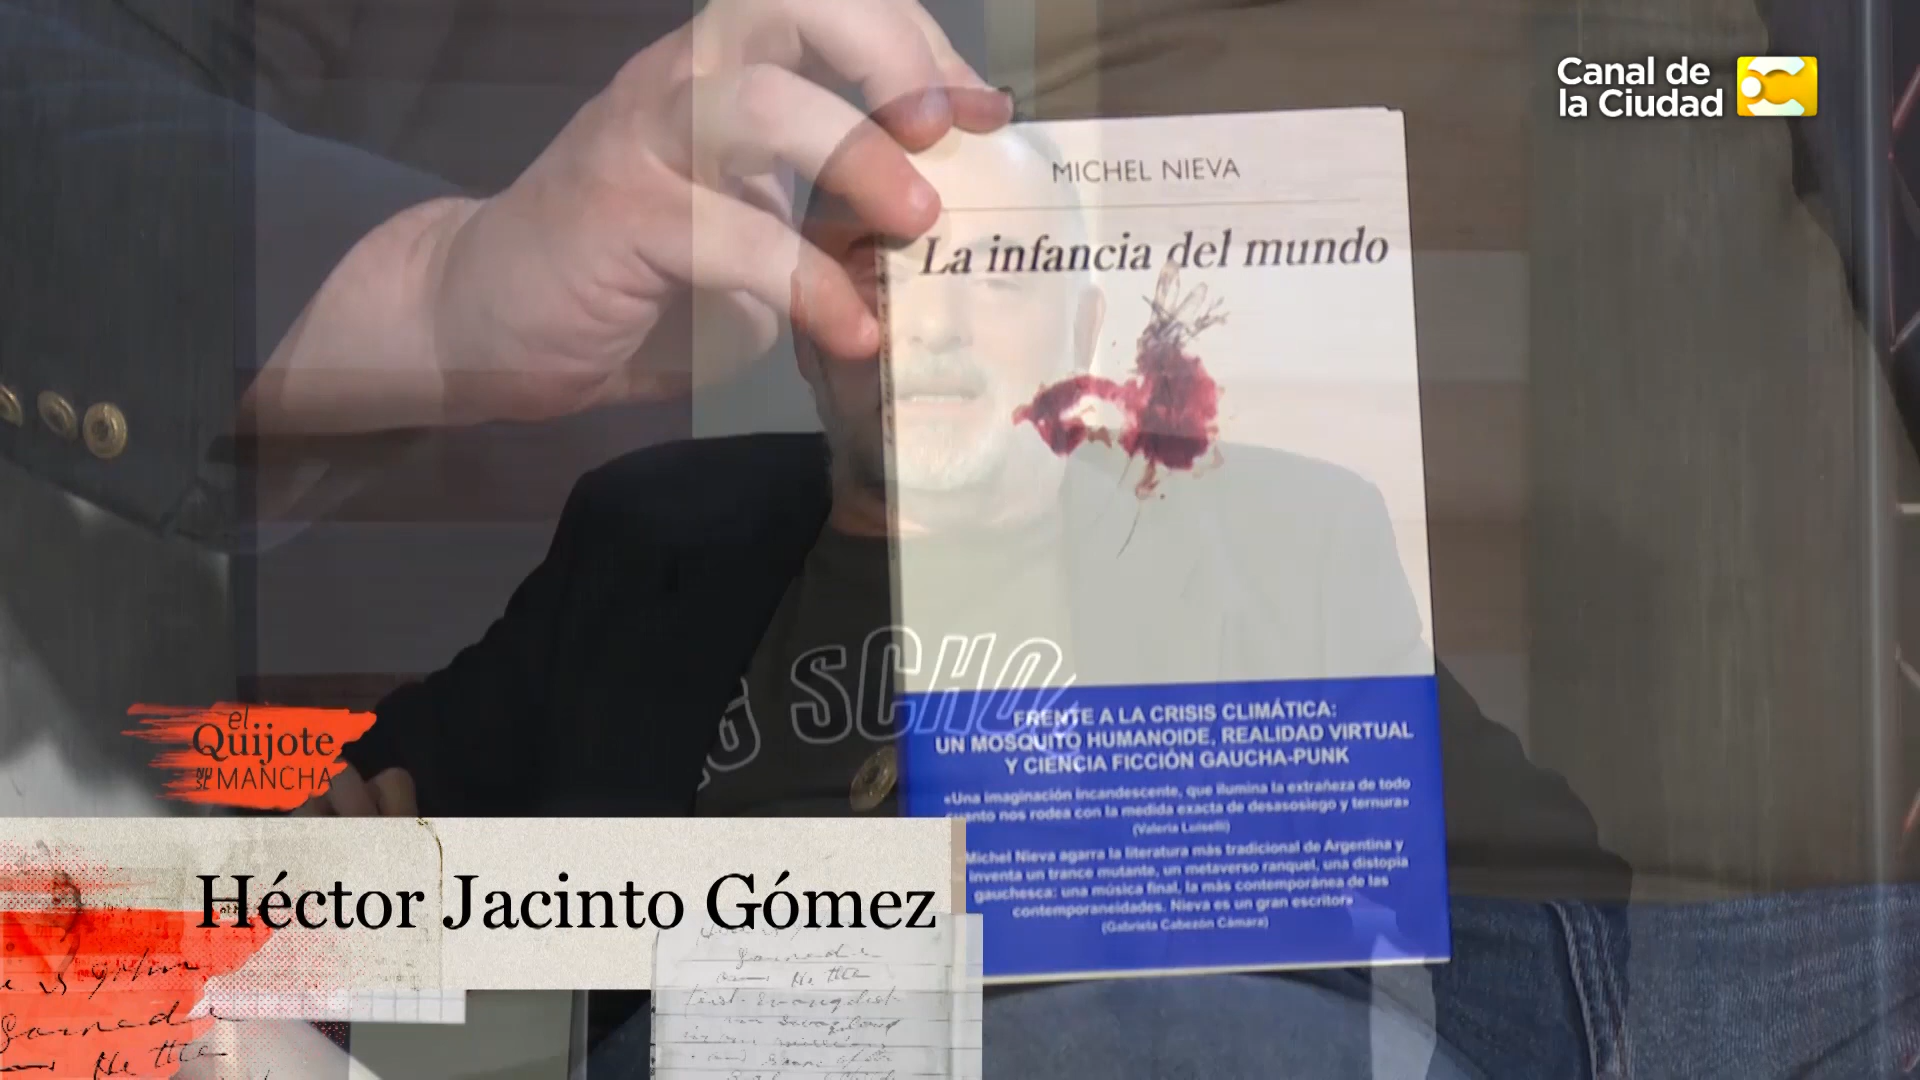 Canal de
la Ciudad
MICHEL NIEVA
La infancia del mundo
SCHO
FRENTE A LA CRISIS CLIMÁTICA:
UN MOSQUITO HUMANOIDE, REALIDAD VIRTUAL
Y CIENCIA FICCIÓN GAUCHA-PUNK
«Una imaginación incandescente, que ilumina la extrañeza de todo
cuanto nos rodea con la medida exacta de desasosiego y ternura»
(Valeria Luiselli)
Michel Nieva agarra la literatura más tradicional de Argentina y
inventa un trance mutante, un metaverso ranquel, una distopía
gauchesca: una música final, la más contemporánea de las
contemporaneidades. Nieva es un gran escritor»
(Gabriela Cabezón Cámara)
el
Quijote
NO SE MANCHA
Héctor Jacinto Gómez